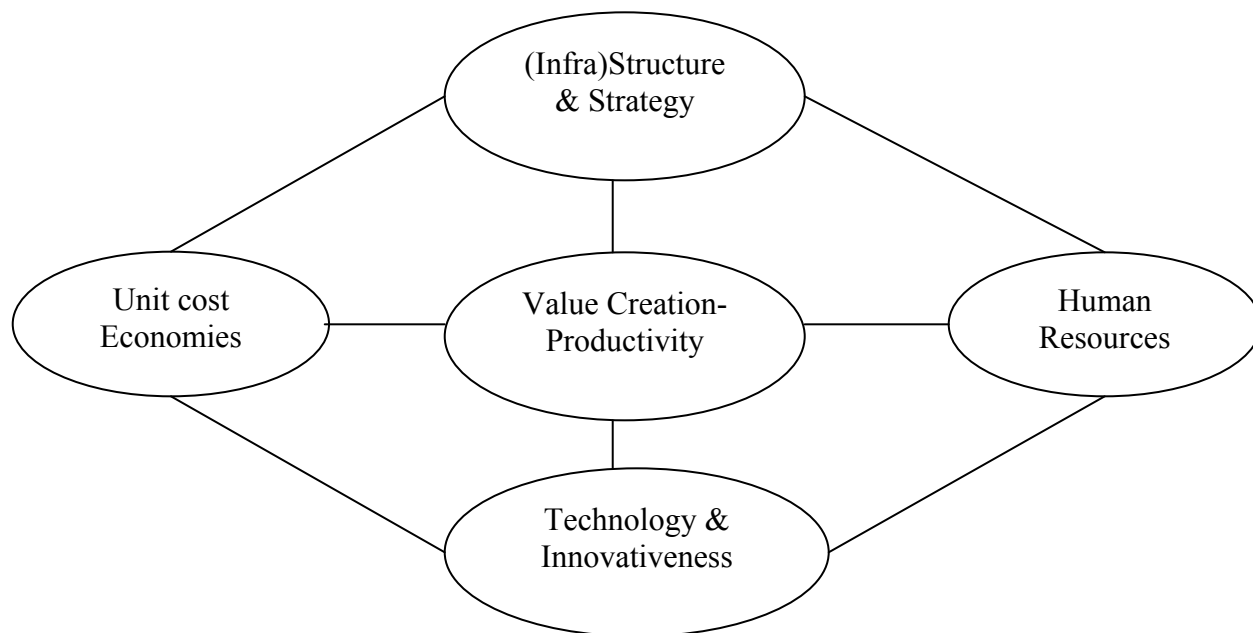 (Infra)Structure
& Strategy
Unit cost
Economies
Value Creation-
Productivity
Human
Resources
Technology &
Innovativeness